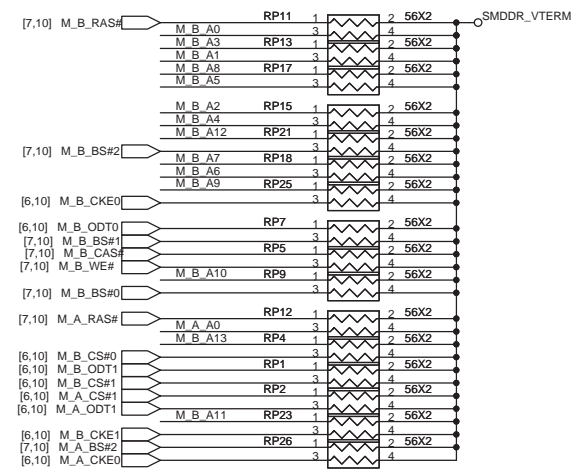 [7,10] M_B_RAS# RP11 1 2 56X2 SMDDR_VTERM
M_B_A0 3 4
M_B_A3 RP13 1 2 56X2
M_B_A1 3 4
M_B_A8 RP17 1 2 56X2
M_B_A5 3 4
M_B_A2 RP15 1 2 56X2
M_B_A4 3 4
M_B_A12 RP21 1 2 56X2
[7,10] M_B_BS#2 3 4
M_B_A7 RP18 1 2 56X2
M_B_A6 3 4
M_B_A9 RP25 1 2 56X2
[6,10] M_B_CKE0 3 4
[6,10] M_B_ODT0 RP7 1 2 56X2
[7,10] M_B_BS#1 3 4
[7,10] M_B_CAS# RP5 1 2 56X2
[7,10] M_B_WE# 3 4
M_B_A10 RP9 1 2 56X2
[7,10] M_B_BS#0 3 4
[7,10] M_A_RAS# RP12 1 2 56X2
M_A_A0 3 4
M_B_A13 RP4 1 2 56X2
[6,10] M_B_CS#0 3 4
[6,10] M_B_ODT1 RP1 1 2 56X2
[6,10] M_B_CS#1 3 4
[6,10] M_A_CS#1 RP2 1 2 56X2
[6,10] M_A_ODT1 3 4
M_B_A11 RP23 1 2 56X2
[6,10] M_B_CKE1 3 4
[7,10] M_A_BS#2 RP26 1 2 56X2
[6,10] M_A_CKE0 3 4